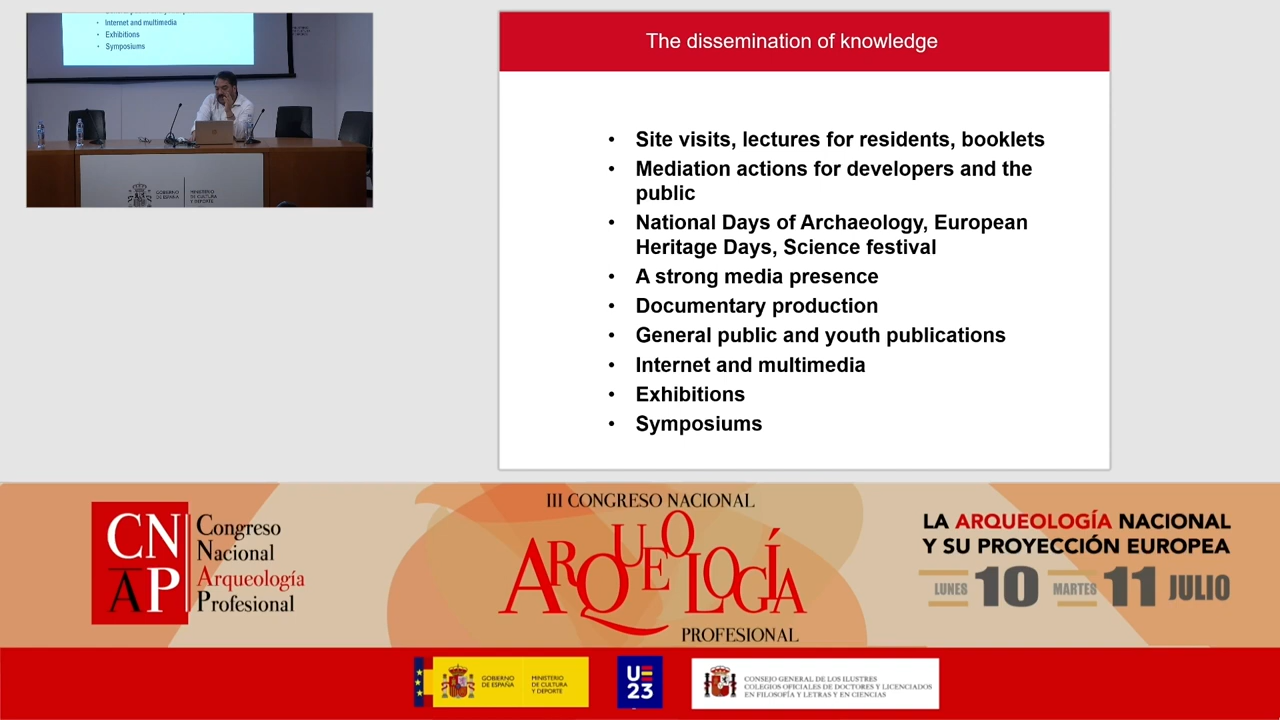 Internet and multimedia
Exhibitions
Symposiums
GOBIERNO
DE ESPAÑA
MINISTERIO
DE CULTURA
Y DEPORTE
The dissemination of knowledge
• Site visits, lectures for residents, booklets
• Mediation actions for developers and the
public
• National Days of Archaeology, European
Heritage Days, Science festival
• A strong media presence
• Documentary production
• General public and youth publications
• Internet and multimedia
• Exhibitions
• Symposiums
CNAP
Congreso
Nacional
Arqueología
Profesional
III CONGRESO NACIONAL
ARQUEOLOGÍA
PROFESIONAL
LA ARQUEOLOGÍA NACIONAL
Y SU PROYECCIÓN EUROPEA
LUNES 10 MARTES 11 JULIO
GOBIERNO
DE ESPAÑA
MINISTERIO
DE CULTURA
Y DEPORTE
UE
23
CONSEJO GENERAL DE LOS ILUSTRES
COLEGIOS OFICIALES DE DOCTORES Y LICENCIADOS
EN FILOSOFÍA Y LETRAS Y EN CIENCIAS